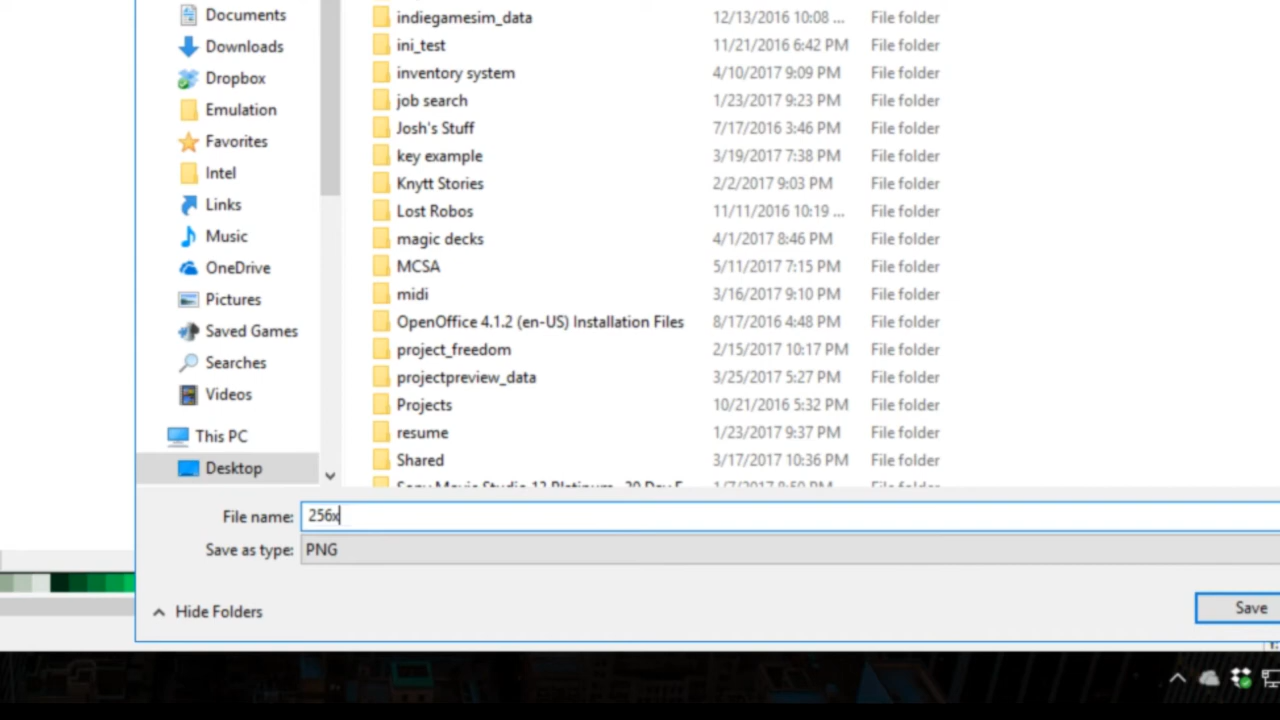 Documents
Downloads
Dropbox
Emulation
Favorites
Intel
Links
Music
OneDrive
Pictures
Saved Games
Searches
Videos
This PC
Desktop
indiegamesim_data 12/13/2016 10:08 ... File folder
ini_test 11/21/2016 6:42 PM File folder
inventory system 4/10/2017 9:09 PM File folder
job search 1/23/2017 9:23 PM File folder
Josh's Stuff 7/17/2016 3:46 PM File folder
key example 3/19/2017 7:38 PM File folder
Knytt Stories 2/2/2017 9:03 PM File folder
Lost Robos 11/11/2016 10:19 ... File folder
magic decks 4/1/2017 8:46 PM File folder
MCSA 5/11/2017 7:15 PM File folder
midi 3/16/2017 9:10 PM File folder
OpenOffice 4.1.2 (en-US) Installation Files 8/17/2016 4:48 PM File folder
project_freedom 2/15/2017 10:17 PM File folder
projectpreview_data 3/25/2017 5:27 PM File folder
Projects 10/21/2016 5:32 PM File folder
resume 1/23/2017 9:37 PM File folder
Shared 3/17/2017 10:36 PM File folder
File name: 256x
Save as type: PNG
Hide Folders
Save